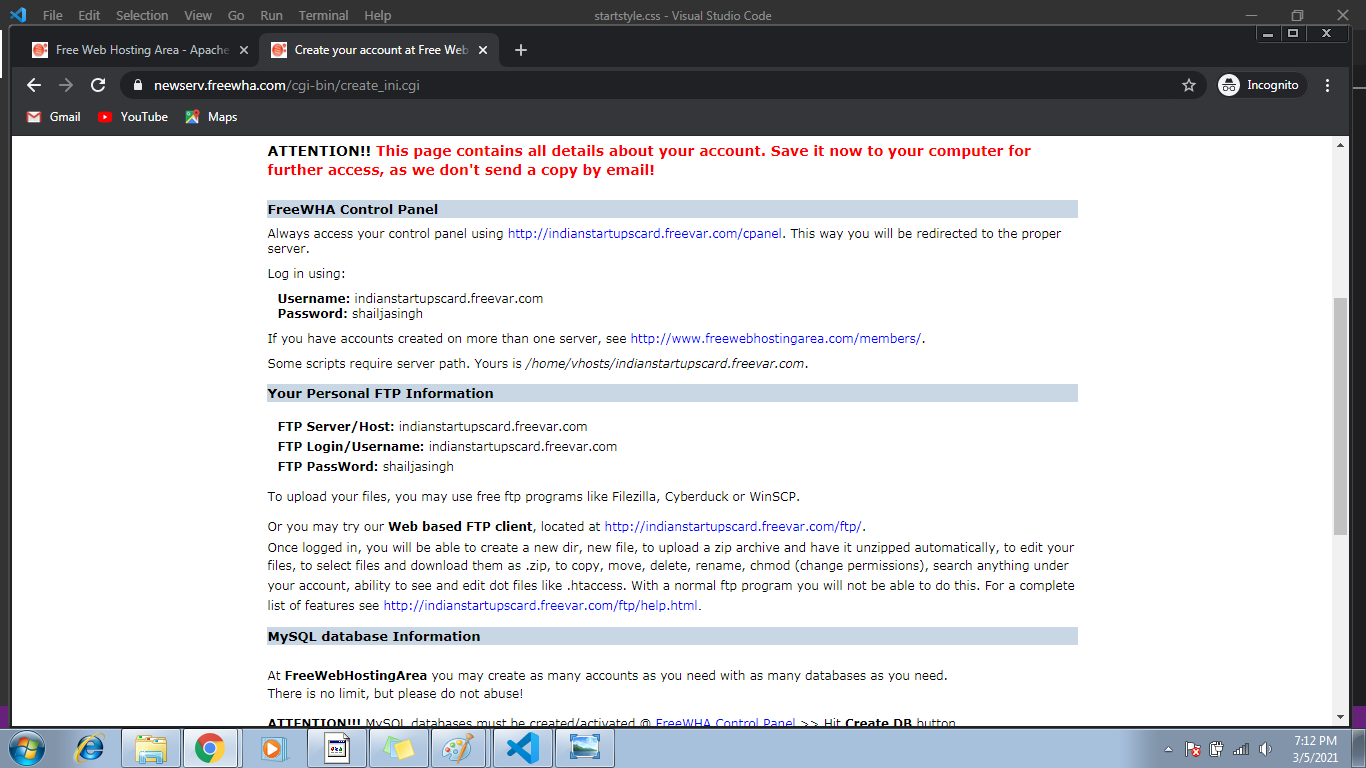 File Edit Selection View Go Run Terminal Help
startstyle.css - Visual Studio Code
Free Web Hosting Area - Apache
Create your account at Free Web
newserv.freewha.com/cgi-bin/create_ini.cgi
Incognito
Gmail YouTube Maps
ATTENTION!! This page contains all details about your account. Save it now to your computer for
further access, as we don't send a copy by email!
FreeWHA Control Panel
Always access your control panel using http://indianstartupscard.freevar.com/cpanel. This way you will be redirected to the proper
server.
Log in using:
Username: indianstartupscard.freevar.com
Password: shailjasingh
If you have accounts created on more than one server, see http://www.freewebhostingarea.com/members/.
Some scripts require server path. Yours is /home/vhosts/indianstartupscard.freevar.com.
Your Personal FTP Information
FTP Server/Host: indianstartupscard.freevar.com
FTP Login/Username: indianstartupscard.freevar.com
FTP PassWord: shailjasingh
To upload your files, you may use free ftp programs like Filezilla, Cyberduck or WinSCP.
Or you may try our Web based FTP client, located at http://indianstartupscard.freevar.com/ftp/.
Once logged in, you will be able to create a new dir, new file, to upload a zip archive and have it unzipped automatically, to edit your
files, to select files and download them as .zip, to copy, move, delete, rename, chmod (change permissions), search anything under
your account, ability to see and edit dot files like .htaccess. With a normal ftp program you will not be able to do this. For a complete
list of features see http://indianstartupscard.freevar.com/ftp/help.html.
MySQL database Information
At FreeWebHostingArea you may create as many accounts as you need with as many databases as you need.
There is no limit, but please do not abuse!
ATTENTION!!! MySQL databases must be created/activated @ FreeWHA Control Panel >> Hit Create DB button
7:12 PM
3/5/2021